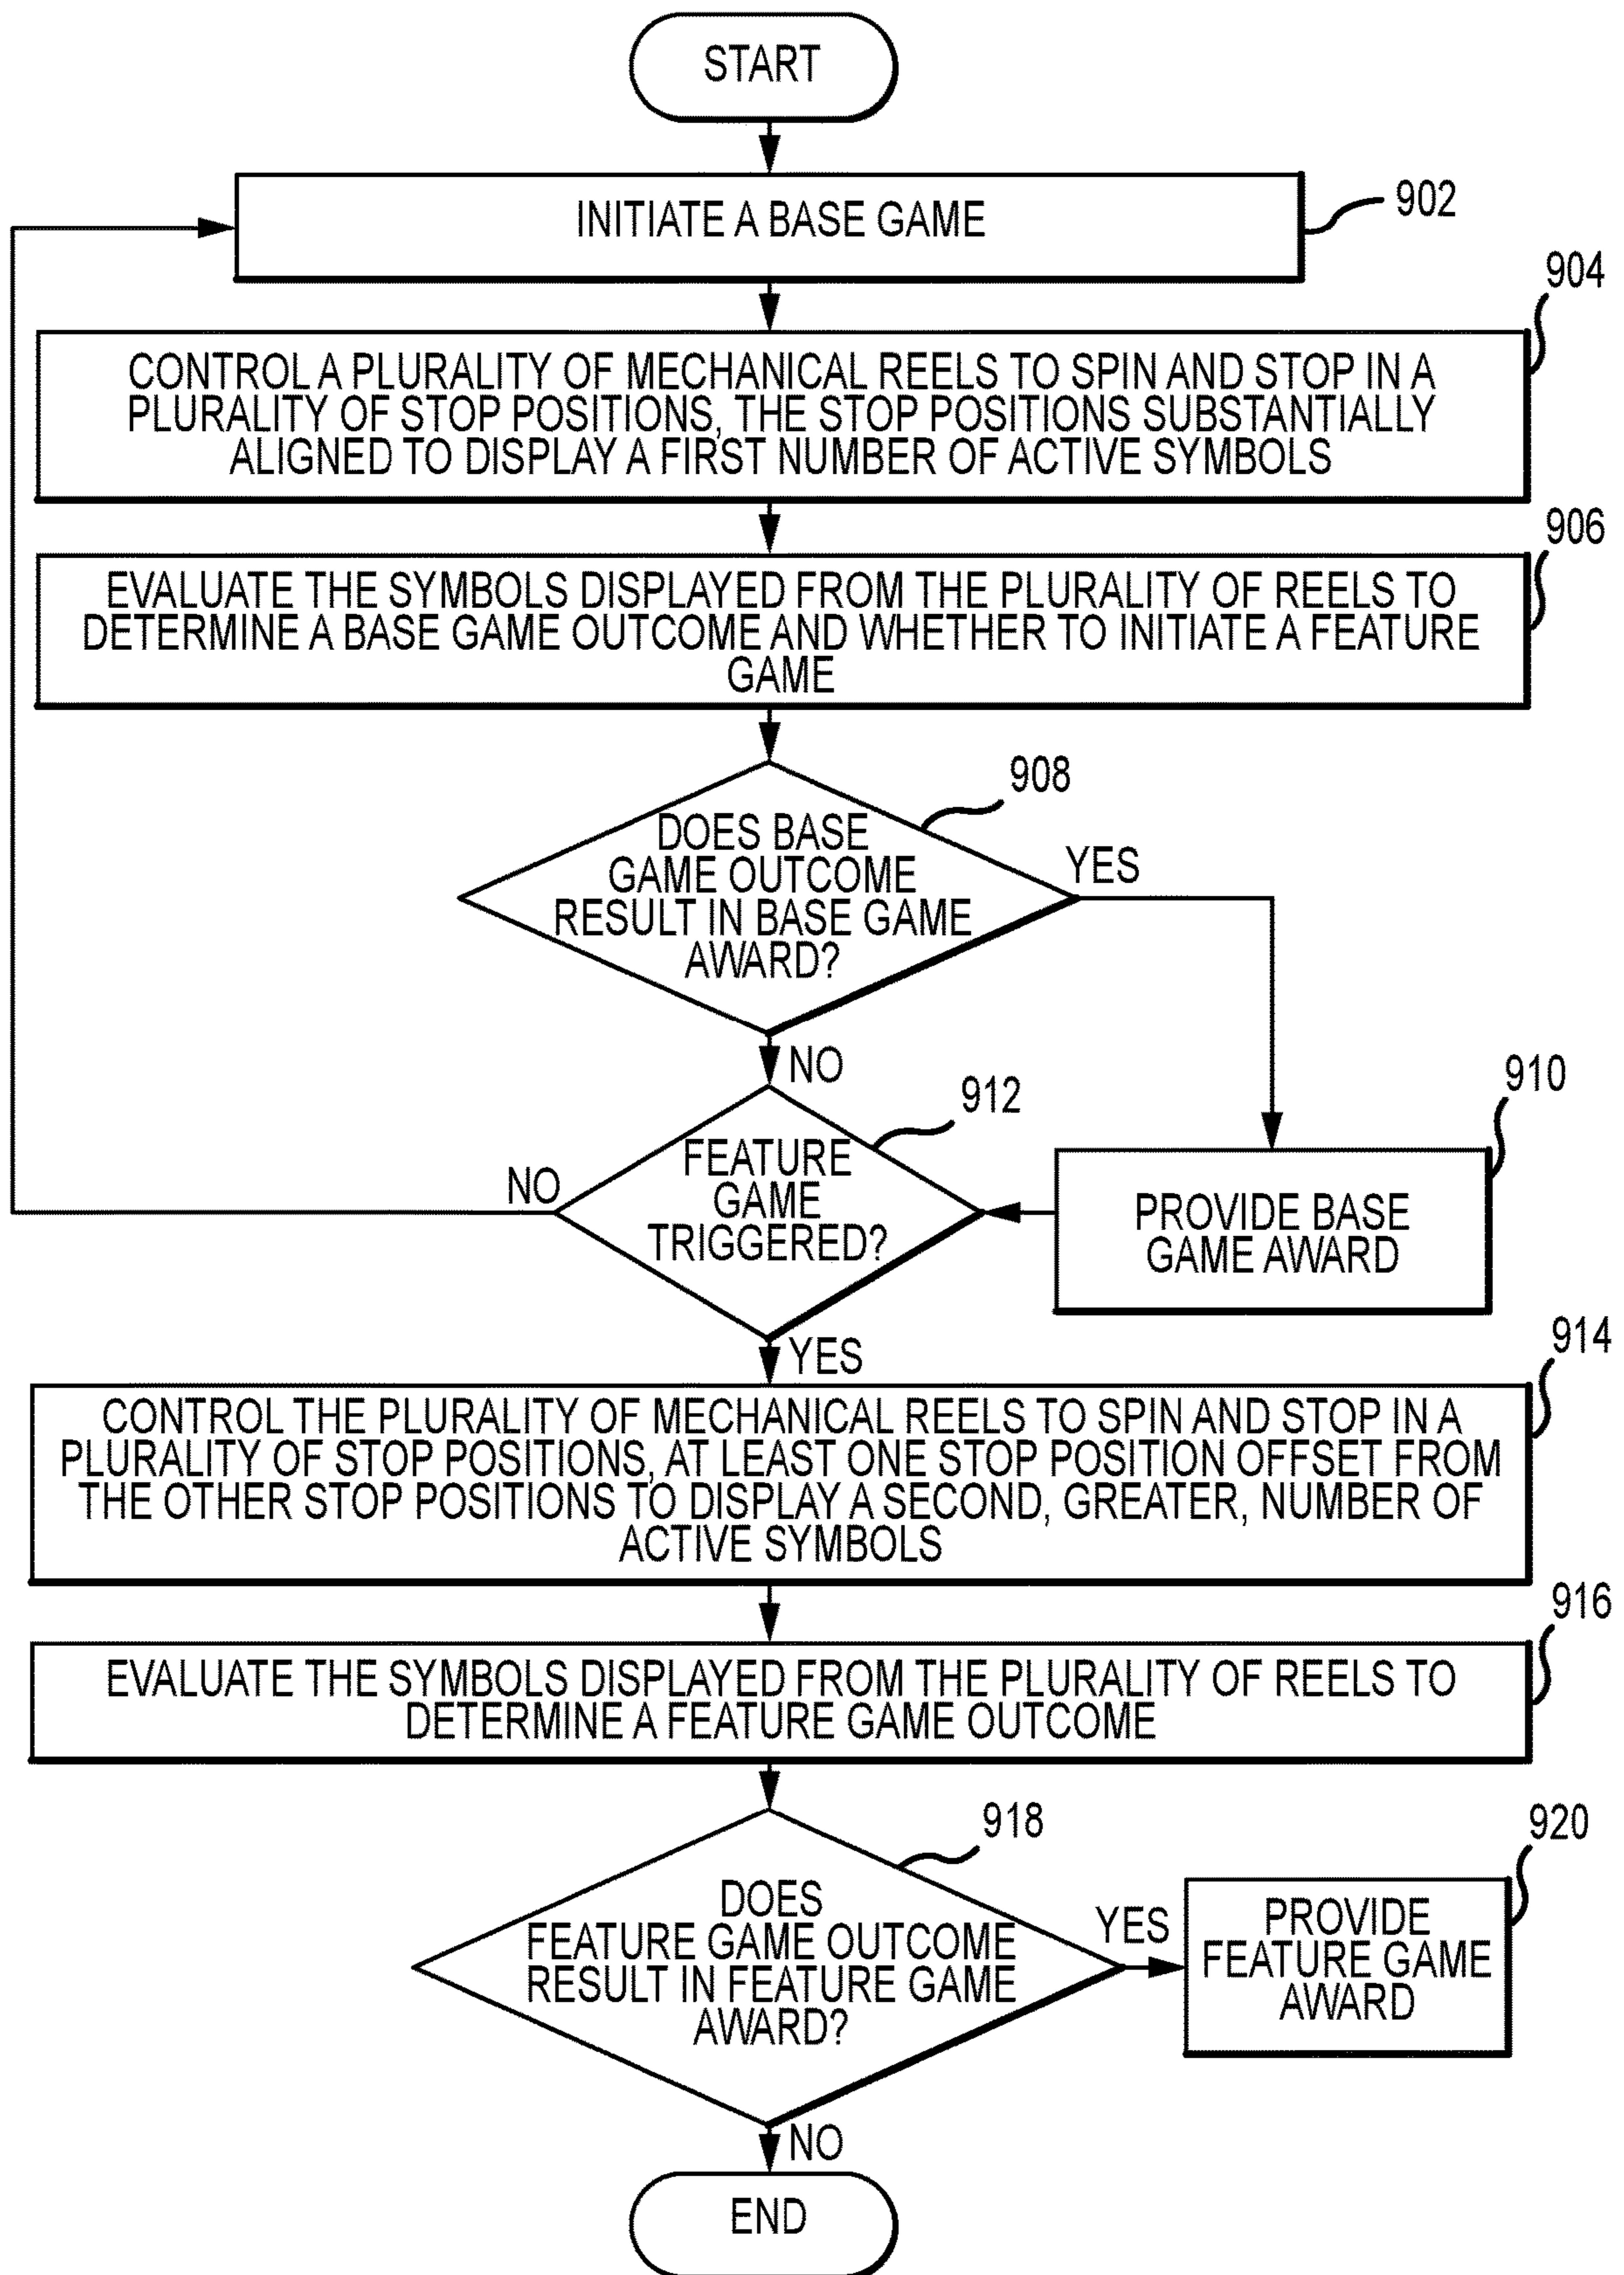 START
INITIATE A BASE GAME
902
904
CONTROL A PLURALITY OF MECHANICAL REELS TO SPIN AND STOP IN A
PLURALITY OF STOP POSITIONS, THE STOP POSITIONS SUBSTANTIALLY
ALIGNED TO DISPLAY A FIRST NUMBER OF ACTIVE SYMBOLS
906
EVALUATE THE SYMBOLS DISPLAYED FROM THE PLURALITY OF REELS TO
DETERMINE A BASE GAME OUTCOME AND WHETHER TO INITIATE A FEATURE
GAME
908
DOES BASE
GAME OUTCOME
RESULT IN BASE GAME
AWARD?
YES
NO
910
PROVIDE BASE
GAME AWARD
912
FEATURE
GAME
TRIGGERED?
NO
YES
914
CONTROL THE PLURALITY OF MECHANICAL REELS TO SPIN AND STOP IN A
PLURALITY OF STOP POSITIONS, AT LEAST ONE STOP POSITION OFFSET FROM
THE OTHER STOP POSITIONS TO DISPLAY A SECOND, GREATER, NUMBER OF
ACTIVE SYMBOLS
916
EVALUATE THE SYMBOLS DISPLAYED FROM THE PLURALITY OF REELS TO
DETERMINE A FEATURE GAME OUTCOME
918
DOES
FEATURE GAME OUTCOME
RESULT IN FEATURE GAME
AWARD?
YES
920
PROVIDE
FEATURE GAME
AWARD
NO
END